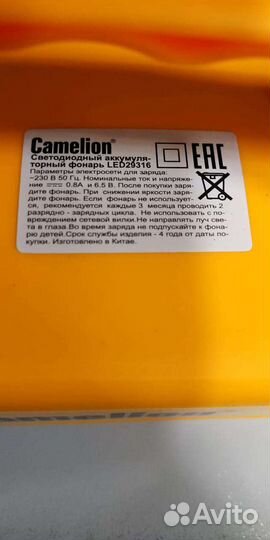 Camelion®
Светодиодный аккумуля-
торный фонарь LED29316
Параметры электросети для заряда:
~230 В 50 Гц. Номинальные ток и напряже-
ние 0.8А и 6,5 В. После покупки заря-
дите фонарь. При снижении яркости заря-
дите фонарь. Если фонарь не используе-
тся, рекомендуется каждые 3 месяца проводить 2
разрядно - зарядных цикла. Не использовать с по-
вреждением сетевой вилки. Не направлять луч све-
та в глаза. Во время заряда не подпускайте к фона-
рю детей. Срок службы изделия - 4 года от даты по-
купки. Изготовлено в Китае.
EAC
Camelion
Avito